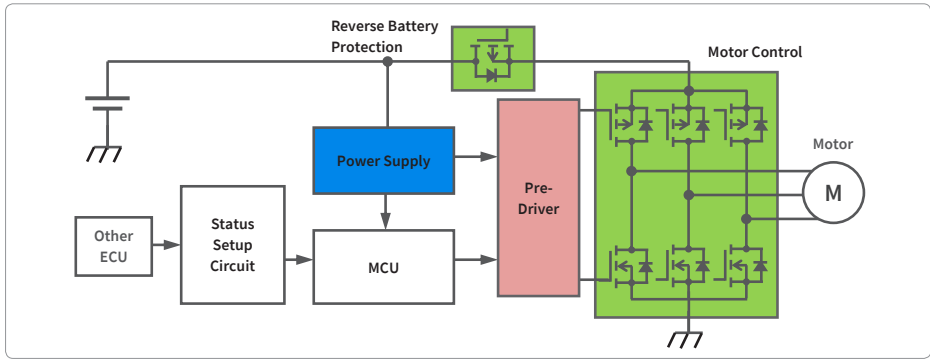 Reverse Battery
Protection
Motor Control
Power Supply
Pre-
Driver
Motor
M
Other
ECU
Status
Setup
Circuit
MCU